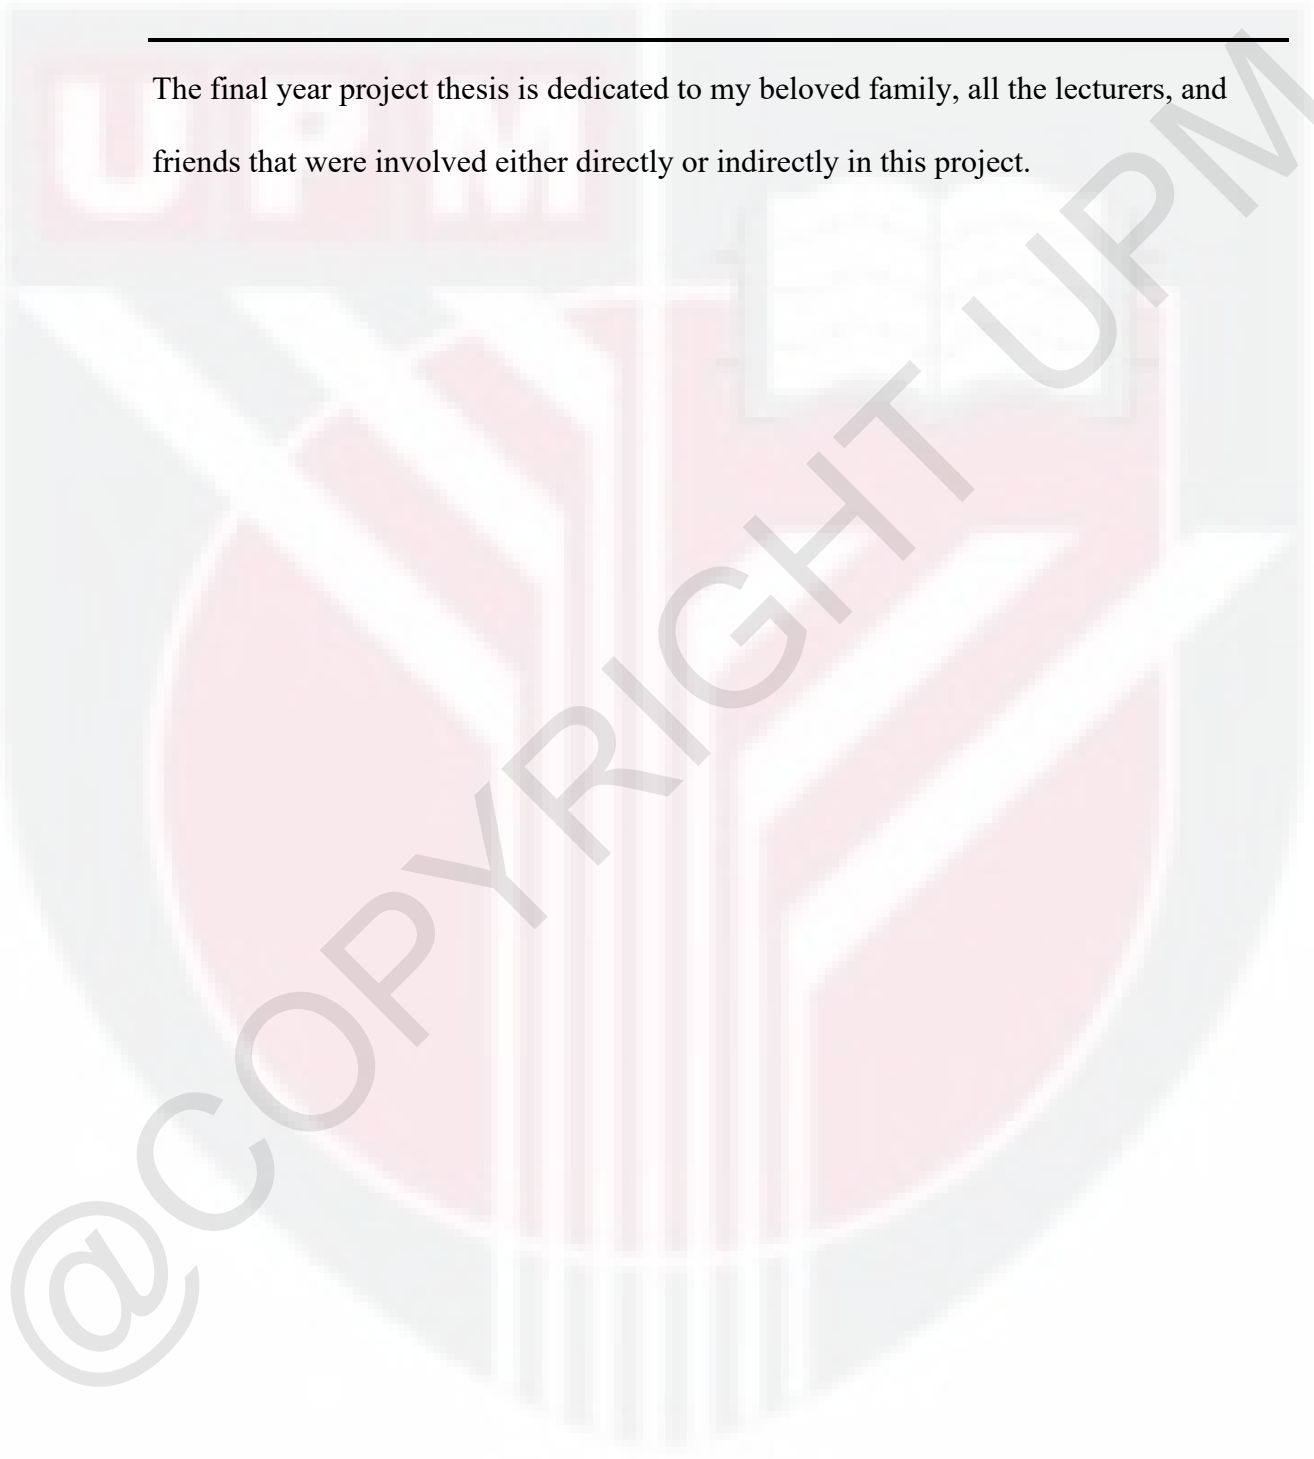 The final year project thesis is dedicated to my beloved family, all the lecturers, and
friends that were involved either directly or indirectly in this project.
UPM
@COPYRIGHT UPM